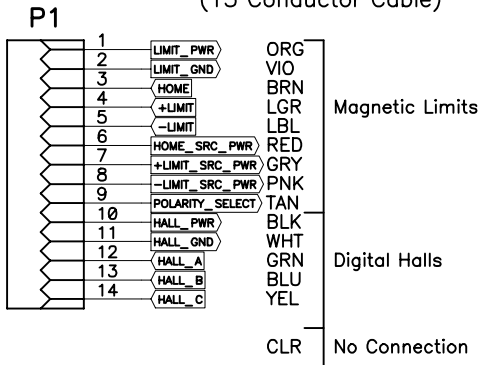 (15 Conductor Cable)
P1
1 LIMIT_PWR ORG
2 LIMIT_GND VIO
3 HOME BRN
4 +LIMIT LGR Magnetic Limits
5 -LIMIT LBL
6 HOME_SRC_PWR RED
7 +LIMIT_SRC_PWR GRY
8 -LIMIT_SRC_PWR PNK
9 POLARITY_SELECT TAN
10 HALL_PWR BLK
11 HALL_GND WHT
12 HALL_A GRN Digital Halls
13 HALL_B BLU
14 HALL_C YEL
CLR No Connection